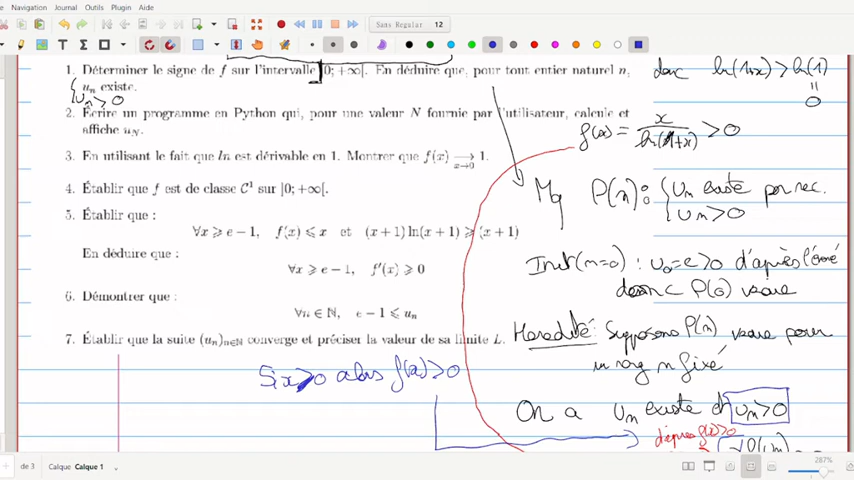 Navigation Journal Outils Plugin Aide
Sans Regular 12
1. Déterminer le signe de f sur l'intervalle ]0; +∞[. En déduire que, pour tout entier naturel n,
u_n existe.
u_n > 0
2. Écrire un programme en Python qui, pour une valeur N fournie par l'utilisateur, calcule et
affiche u_N.
3. En utilisant le fait que ln est dérivable en 1. Montrer que f(x) → 1.
x→0
4. Établir que f est de classe C¹ sur ]0; +∞[.
5. Établir que :
∀x ⩾ e − 1, f(x) ⩽ x et (x + 1) ln(x + 1) ⩾ (x + 1)
En déduire que :
∀x ⩾ e − 1, f'(x) ⩾ 0
6. Démontrer que :
∀n ∈ ℕ, e − 1 ⩽ u_n
7. Établir que la suite (u_n)_{n∈ℕ} converge et préciser la valeur de sa limite L.
Si x > 0 alors f(x) > 0
donc ln(1+x) > ln(1)
=
0
f(x) = x / ln(1+x) > 0
Mq P(n) : { u_n existe par rec.
u_n > 0
Init (n=0) : u_0 = e > 0 d'après l'énoncé
donc P(0) vraie
Heredité : Supposons P(n) vraie pour
un rang n fixé
On a u_n existe et u_n > 0
d'après f(x) > 0
de 3 Calque Calque 1 287%